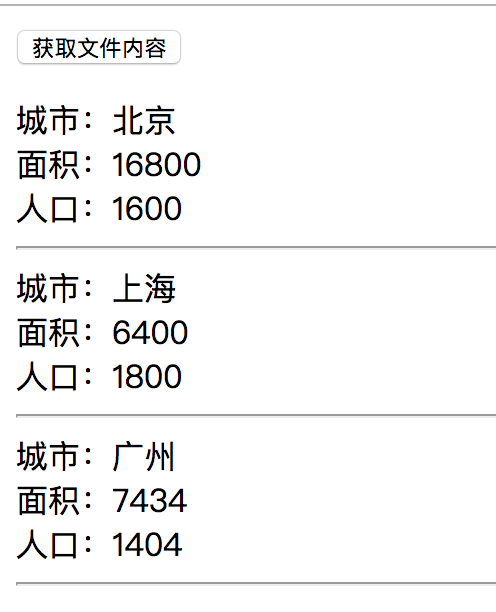 获取文件内容
城市：北京
面积：16800
人口：1600
城市：上海
面积：6400
人口：1800
城市：广州
面积：7434
人口：1404